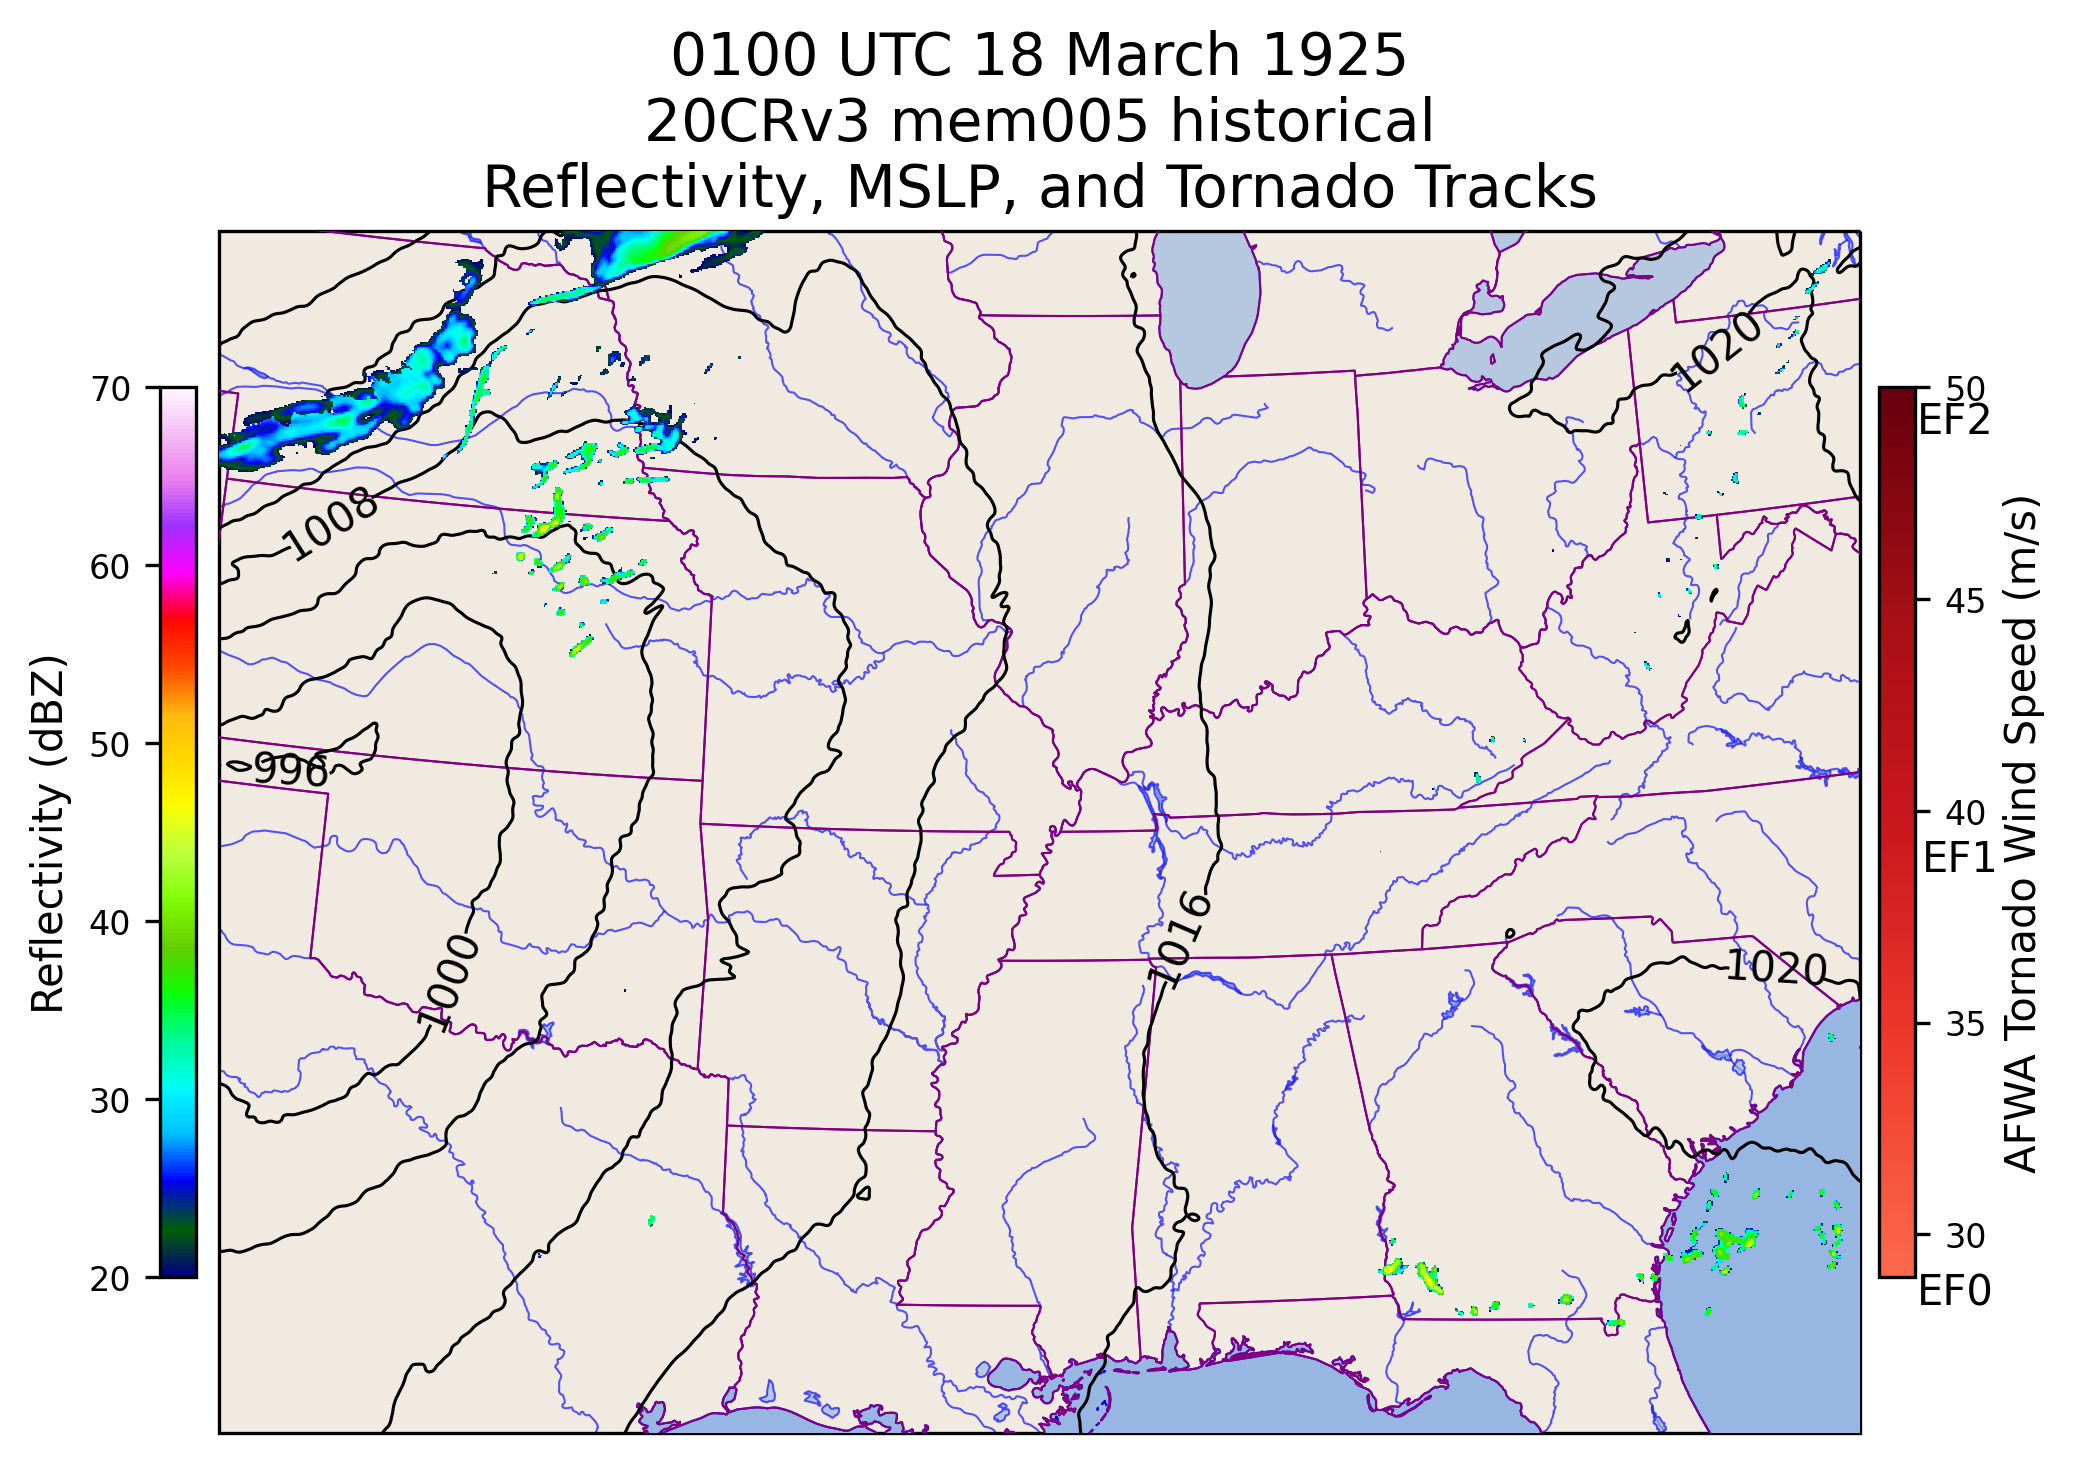 0100 UTC 18 March 1925
20CRv3 mem005 historical
Reflectivity, MSLP, and Tornado Tracks
Reflectivity (dBZ)
70
60
50
40
30
20
1008
996
1000
1016
1020
1020
50
EF2
45
40
EF1
35
30
EF0
AFWA Tornado Wind Speed (m/s)